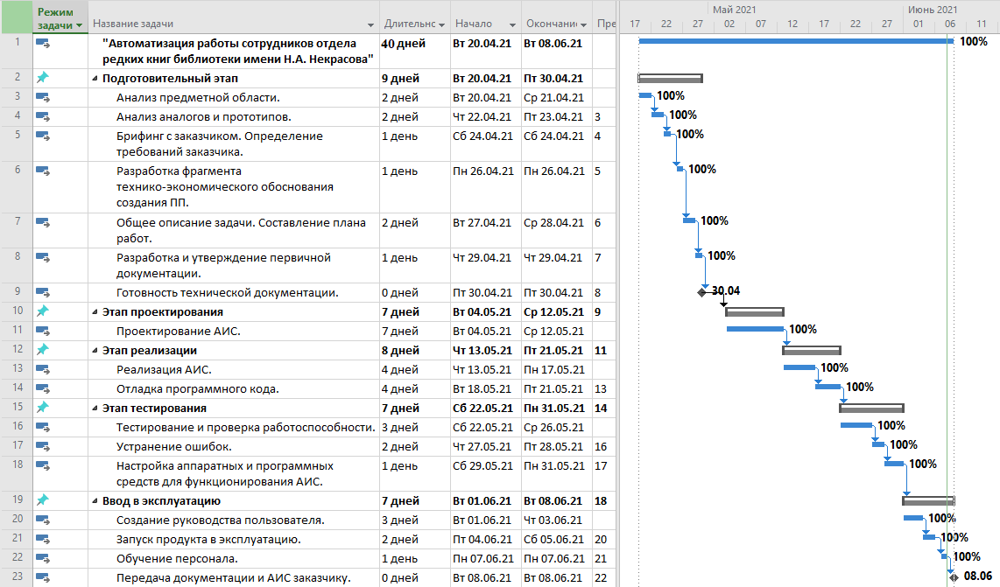 Режим задачи Название задачи Длительнс Начало Окончани Пре
Май 2021 Июнь 2021
17 22 27 02 07 12 17 22 27 01 06 11
1 "Автоматизация работы сотрудников отдела 40 дней Вт 20.04.21 Вт 08.06.21 100%
редких книг библиотеки имени Н.А. Некрасова"
2 Подготовительный этап 9 дней Вт 20.04.21 Пт 30.04.21
3 Анализ предметной области. 2 дней Вт 20.04.21 Ср 21.04.21 100%
4 Анализ аналогов и прототипов. 2 дней Чт 22.04.21 Пт 23.04.21 3 100%
5 Брифинг с заказчиком. Определение 1 день Сб 24.04.21 Сб 24.04.21 4 100%
требований заказчика.
6 Разработка фрагмента 1 день Пн 26.04.21 Пн 26.04.21 5 100%
технико-экономического обоснования
создания ПП.
7 Общее описание задачи. Составление плана 2 дней Вт 27.04.21 Ср 28.04.21 6 100%
работ.
8 Разработка и утверждение первичной 1 день Чт 29.04.21 Чт 29.04.21 7 100%
документации.
9 Готовность технической документации. 0 дней Пт 30.04.21 Пт 30.04.21 8 30.04
10 Этап проектирования 7 дней Вт 04.05.21 Ср 12.05.21 9
11 Проектирование АИС. 7 дней Вт 04.05.21 Ср 12.05.21 100%
12 Этап реализации 8 дней Чт 13.05.21 Пт 21.05.21 11
13 Реализация АИС. 4 дней Чт 13.05.21 Пн 17.05.21 100%
14 Отладка программного кода. 4 дней Вт 18.05.21 Пт 21.05.21 13 100%
15 Этап тестирования 7 дней Сб 22.05.21 Пн 31.05.21 14
16 Тестирование и проверка работоспособности. 3 дней Сб 22.05.21 Ср 26.05.21 100%
17 Устранение ошибок. 2 дней Чт 27.05.21 Пт 28.05.21 16 100%
18 Настройка аппаратных и программных 1 день Сб 29.05.21 Пн 31.05.21 17 100%
средств для функционирования АИС.
19 Ввод в эксплуатацию 7 дней Вт 01.06.21 Вт 08.06.21 18
20 Создание руководства пользователя. 3 дней Вт 01.06.21 Чт 03.06.21 100%
21 Запуск продукта в эксплуатацию. 2 дней Пт 04.06.21 Сб 05.06.21 20 100%
22 Обучение персонала. 1 день Пн 07.06.21 Пн 07.06.21 21 100%
23 Передача документации и АИС заказчику. 0 дней Вт 08.06.21 Вт 08.06.21 22 08.06